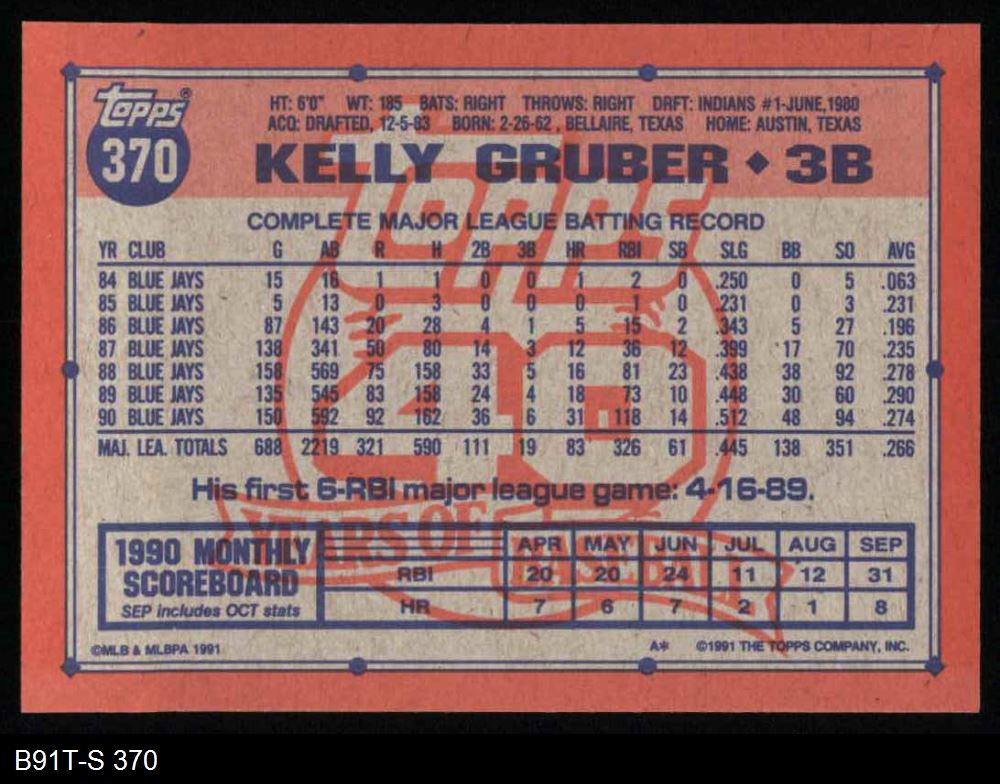 Topps®
370
HT: 6'0" WT: 185 BATS: RIGHT THROWS: RIGHT DRFT: INDIANS #1-JUNE,1980
ACQ: DRAFTED, 12-5-83 BORN: 2-26-62, BELLAIRE, TEXAS HOME: AUSTIN, TEXAS
KELLY GRUBER ◆ 3B
COMPLETE MAJOR LEAGUE BATTING RECORD
YR CLUB G AB R H 2B 3B HR RBI SB SLG BB SO AVG
84 BLUE JAYS 15 16 1 1 0 0 1 2 0 .250 0 5 .063
85 BLUE JAYS 5 13 0 3 0 0 0 1 0 .231 0 3 .231
86 BLUE JAYS 87 143 20 28 4 1 5 15 2 .343 5 27 .196
87 BLUE JAYS 138 341 50 80 14 3 12 36 12 .399 17 70 .235
88 BLUE JAYS 158 569 75 158 33 5 16 81 23 .438 38 92 .278
89 BLUE JAYS 135 545 83 158 24 4 18 73 10 .448 30 60 .290
90 BLUE JAYS 150 592 92 162 36 6 31 118 14 .512 48 94 .274
MAJ. LEA. TOTALS 688 2219 321 590 111 19 83 326 61 .445 138 351 .266
TOPPS
40
YEARS OF
BASEBALL
His first 6-RBI major league game: 4-16-89.
1990 MONTHLY
SCOREBOARD
SEP includes OCT stats
APR MAY JUN JUL AUG SEP
RBI 20 20 24 11 12 31
HR 7 6 7 2 1 8
©MLB & MLBPA 1991 A* ©1991 THE TOPPS COMPANY, INC.
B91T-S 370